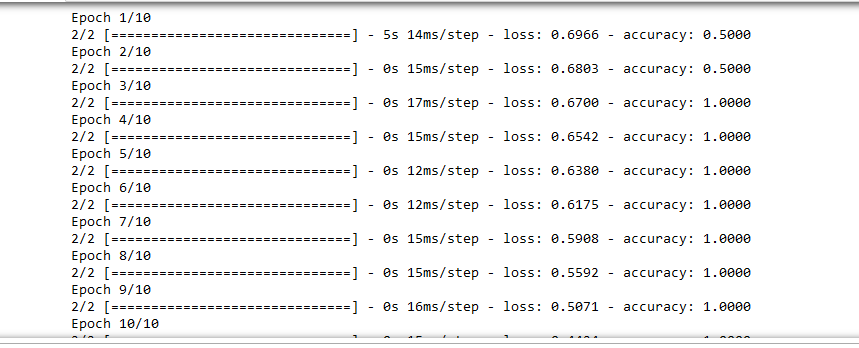 Epoch 1/10
2/2 [==============================] - 5s 14ms/step - loss: 0.6966 - accuracy: 0.5000
Epoch 2/10
2/2 [==============================] - 0s 15ms/step - loss: 0.6803 - accuracy: 0.5000
Epoch 3/10
2/2 [==============================] - 0s 17ms/step - loss: 0.6700 - accuracy: 1.0000
Epoch 4/10
2/2 [==============================] - 0s 15ms/step - loss: 0.6542 - accuracy: 1.0000
Epoch 5/10
2/2 [==============================] - 0s 12ms/step - loss: 0.6380 - accuracy: 1.0000
Epoch 6/10
2/2 [==============================] - 0s 12ms/step - loss: 0.6175 - accuracy: 1.0000
Epoch 7/10
2/2 [==============================] - 0s 15ms/step - loss: 0.5908 - accuracy: 1.0000
Epoch 8/10
2/2 [==============================] - 0s 15ms/step - loss: 0.5592 - accuracy: 1.0000
Epoch 9/10
2/2 [==============================] - 0s 16ms/step - loss: 0.5071 - accuracy: 1.0000
Epoch 10/10